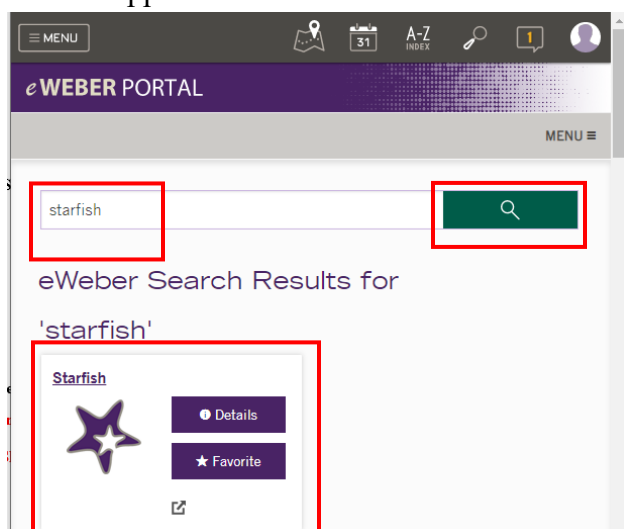 ≡ MENU
31
A-Z
INDEX
1
eWEBER PORTAL
MENU ≡
starfish
eWeber Search Results for
'starfish'
Starfish
Details
★ Favorite